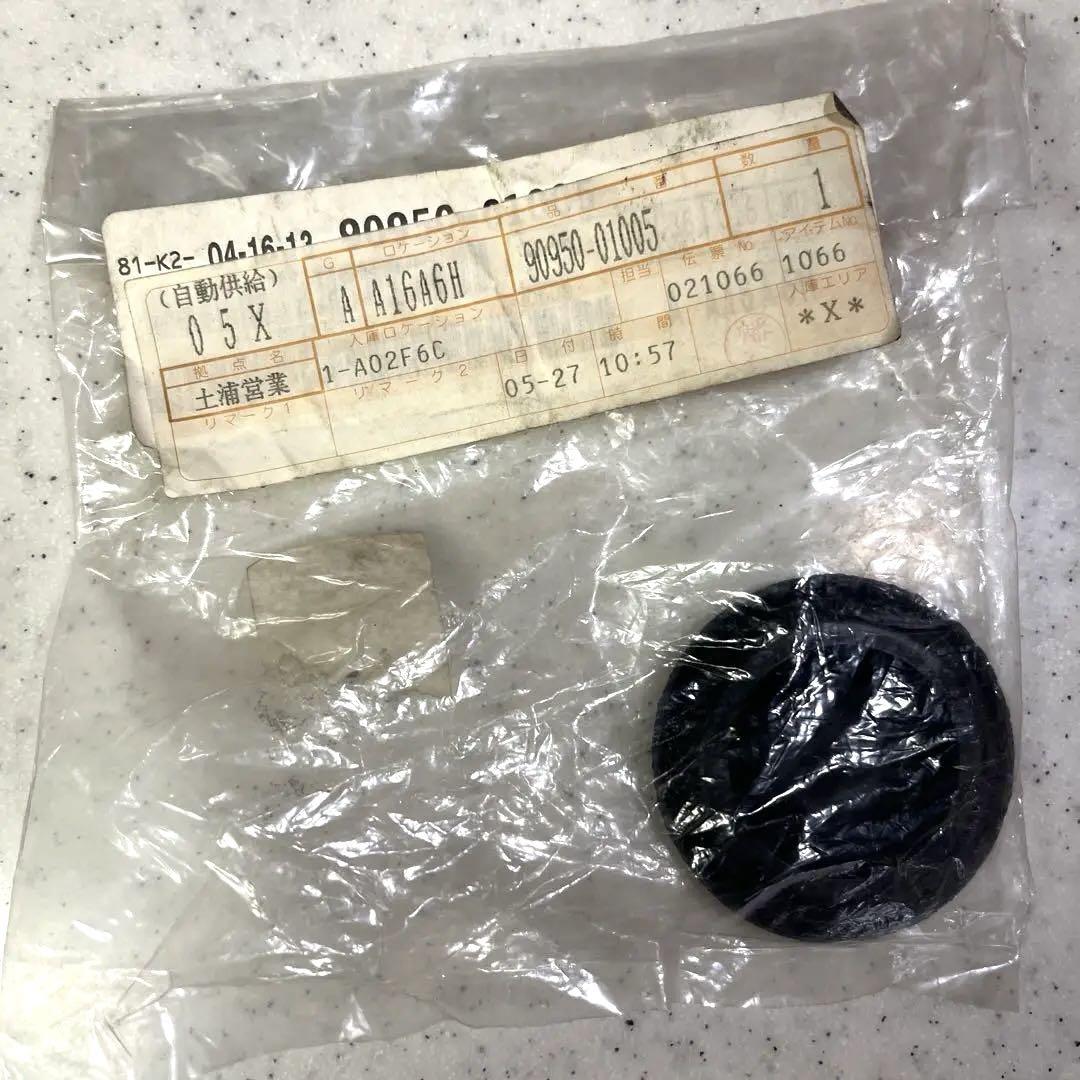 81-K2- 04-16-13 90950-
(自動供給) G ロケーション 品 番 数 量
05X A A16A6H 90950-01005 1
拠点名 入庫ロケーション 担当 伝票No アイテムNo.
土浦営業 1-A02F6C 021066 1066
リマーク1 リマーク2 日付 時間 入庫エリア
05-27 10:57 *X*